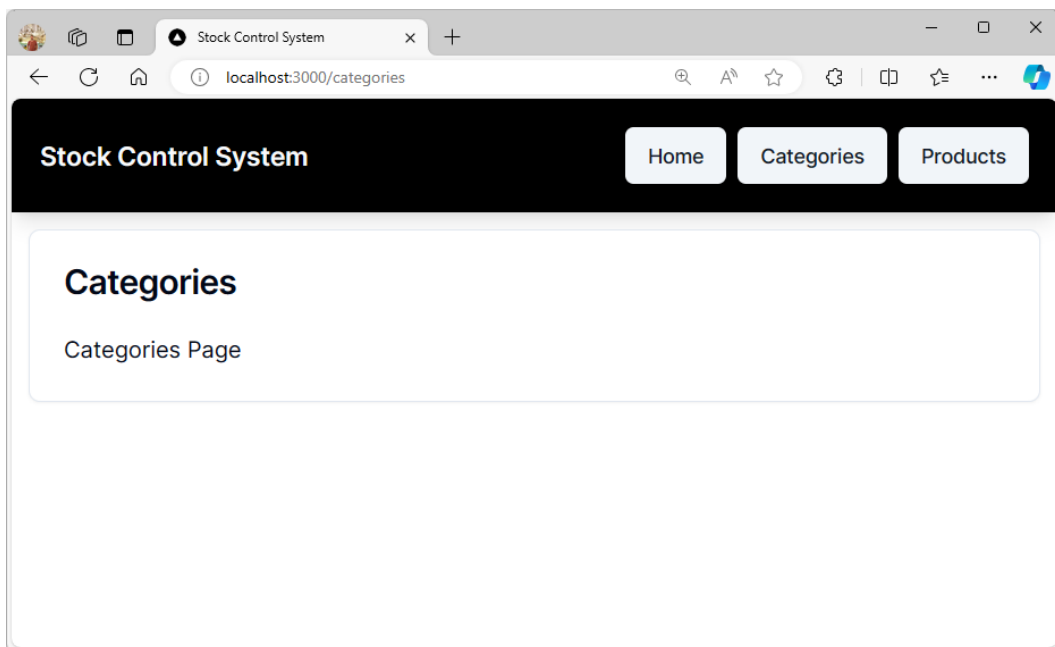 Stock Control System
localhost:3000/categories
Stock Control System Home Categories Products
Categories
Categories Page